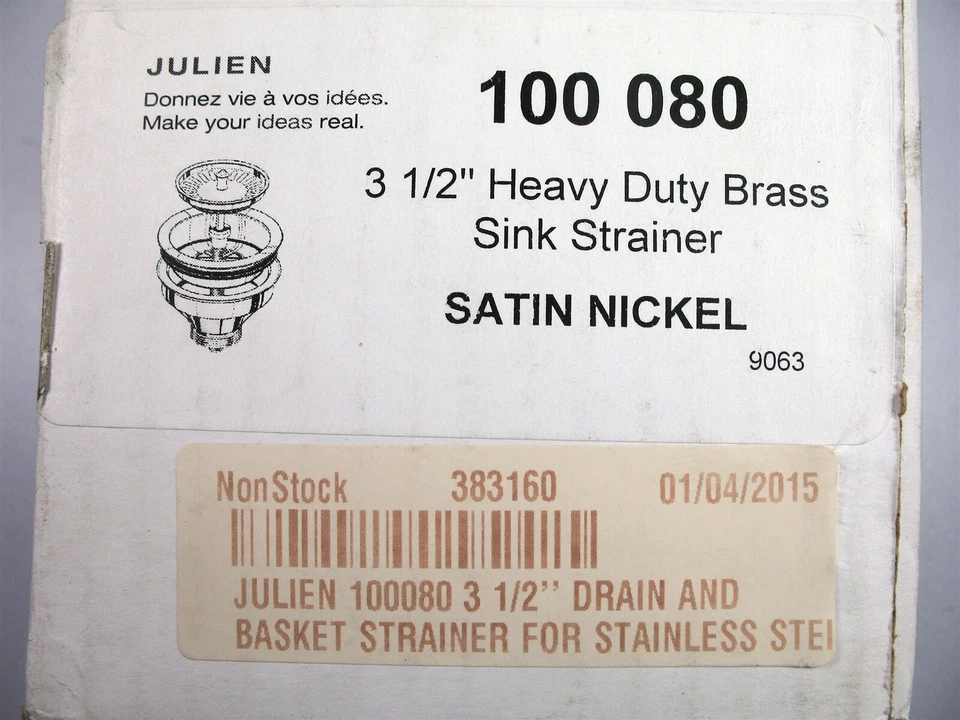 JULIEN
Donnez vie à vos idées.
Make your ideas real.
100 080
3 1/2" Heavy Duty Brass
Sink Strainer
SATIN NICKEL
9063
NonStock 383160 01/04/2015
JULIEN 100080 3 1/2'' DRAIN AND
BASKET STRAINER FOR STAINLESS STEI